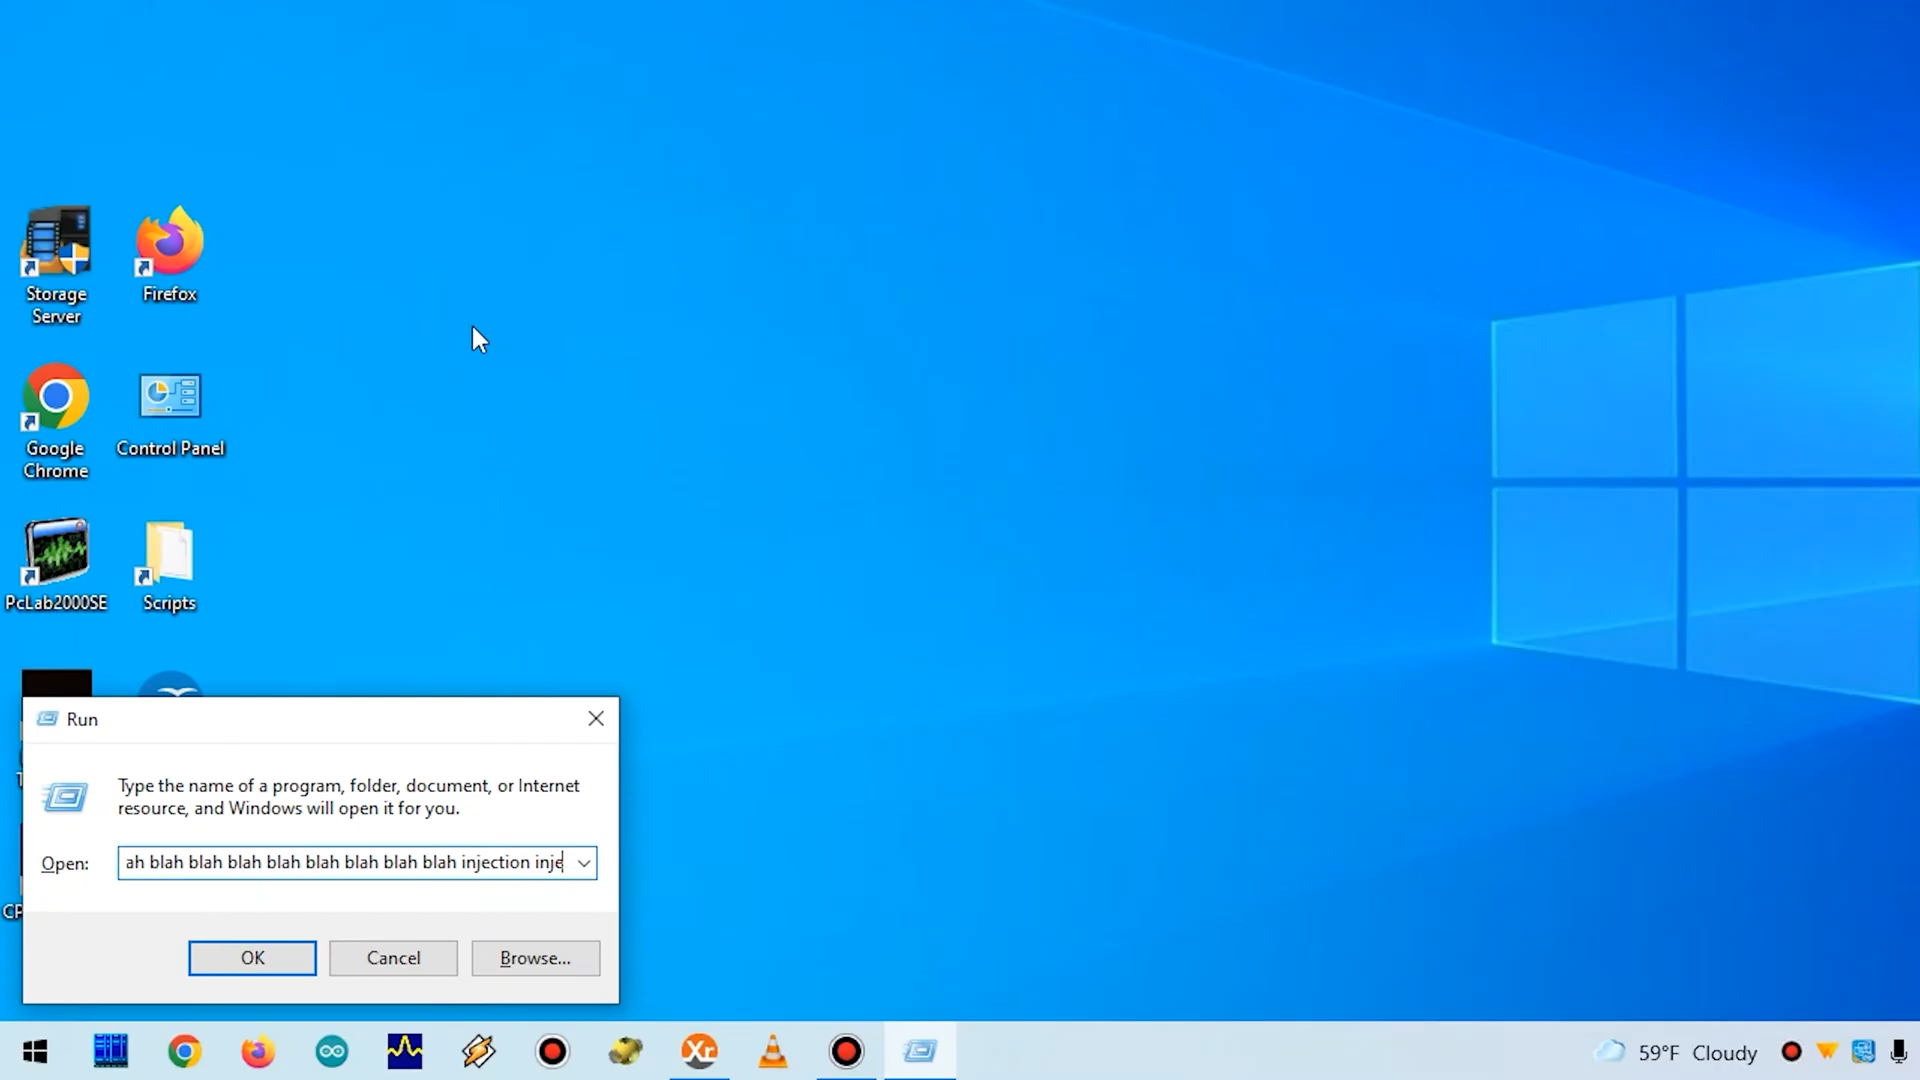 Storage
Server
Firefox
Google
Chrome
Control Panel
PcLab2000SE
Scripts
Run
Type the name of a program, folder, document, or Internet
resource, and Windows will open it for you.
Open:
ah blah blah blah blah blah blah blah blah injection inje
OK
Cancel
Browse...
CP
Xr
59°F Cloudy